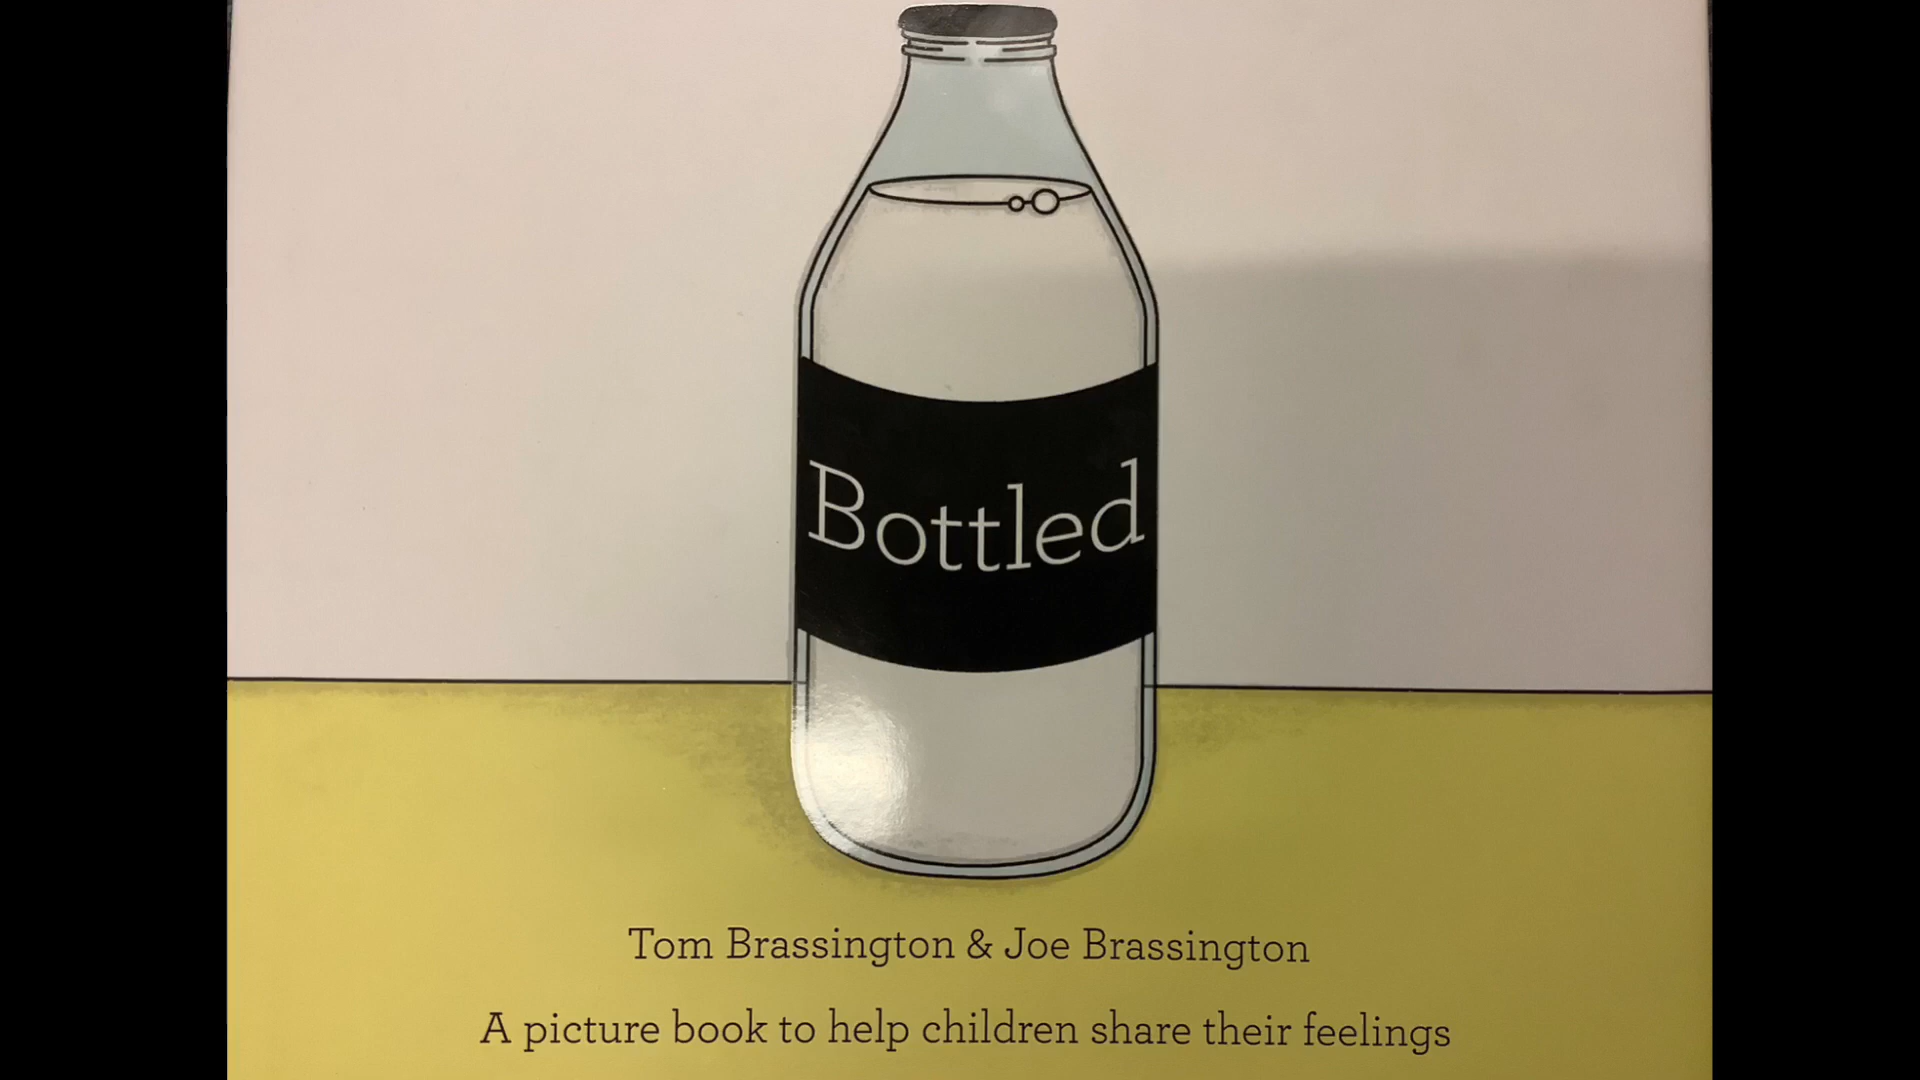 Bottled
Tom Brassington & Joe Brassington
A picture book to help children share their feelings